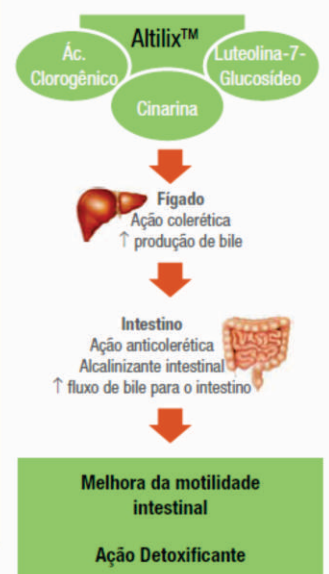 Altilix™
Ác.
Clorogênico
Luteolina-7-
Glucosídeo
Cinarina
Fígado
Ação colerética
↑ produção de bile
Intestino
Ação anticolerética
Alcalinizante intestinal
↑ fluxo de bile para o intestino
Melhora da motilidade
intestinal
Ação Detoxificante